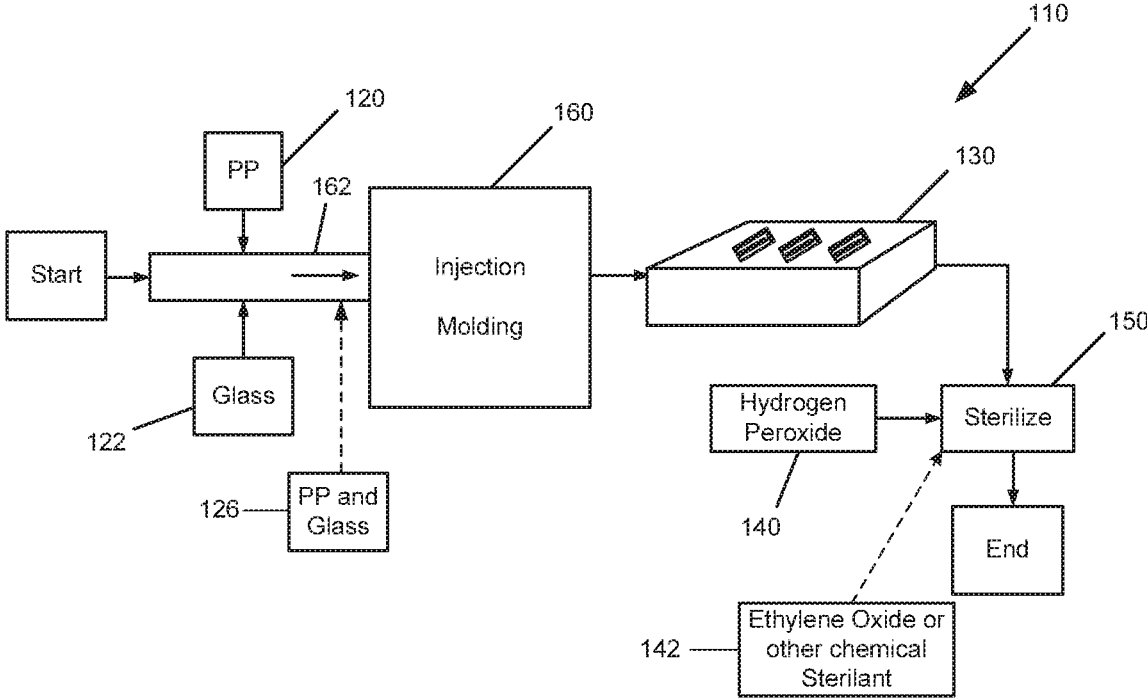 110
120
160
PP
130
162
Start
Injection
Molding
150
Glass
Hydrogen
Peroxide
Sterilize
122
126
PP and
Glass
140
End
142
Ethylene Oxide or
other chemical
Sterilant